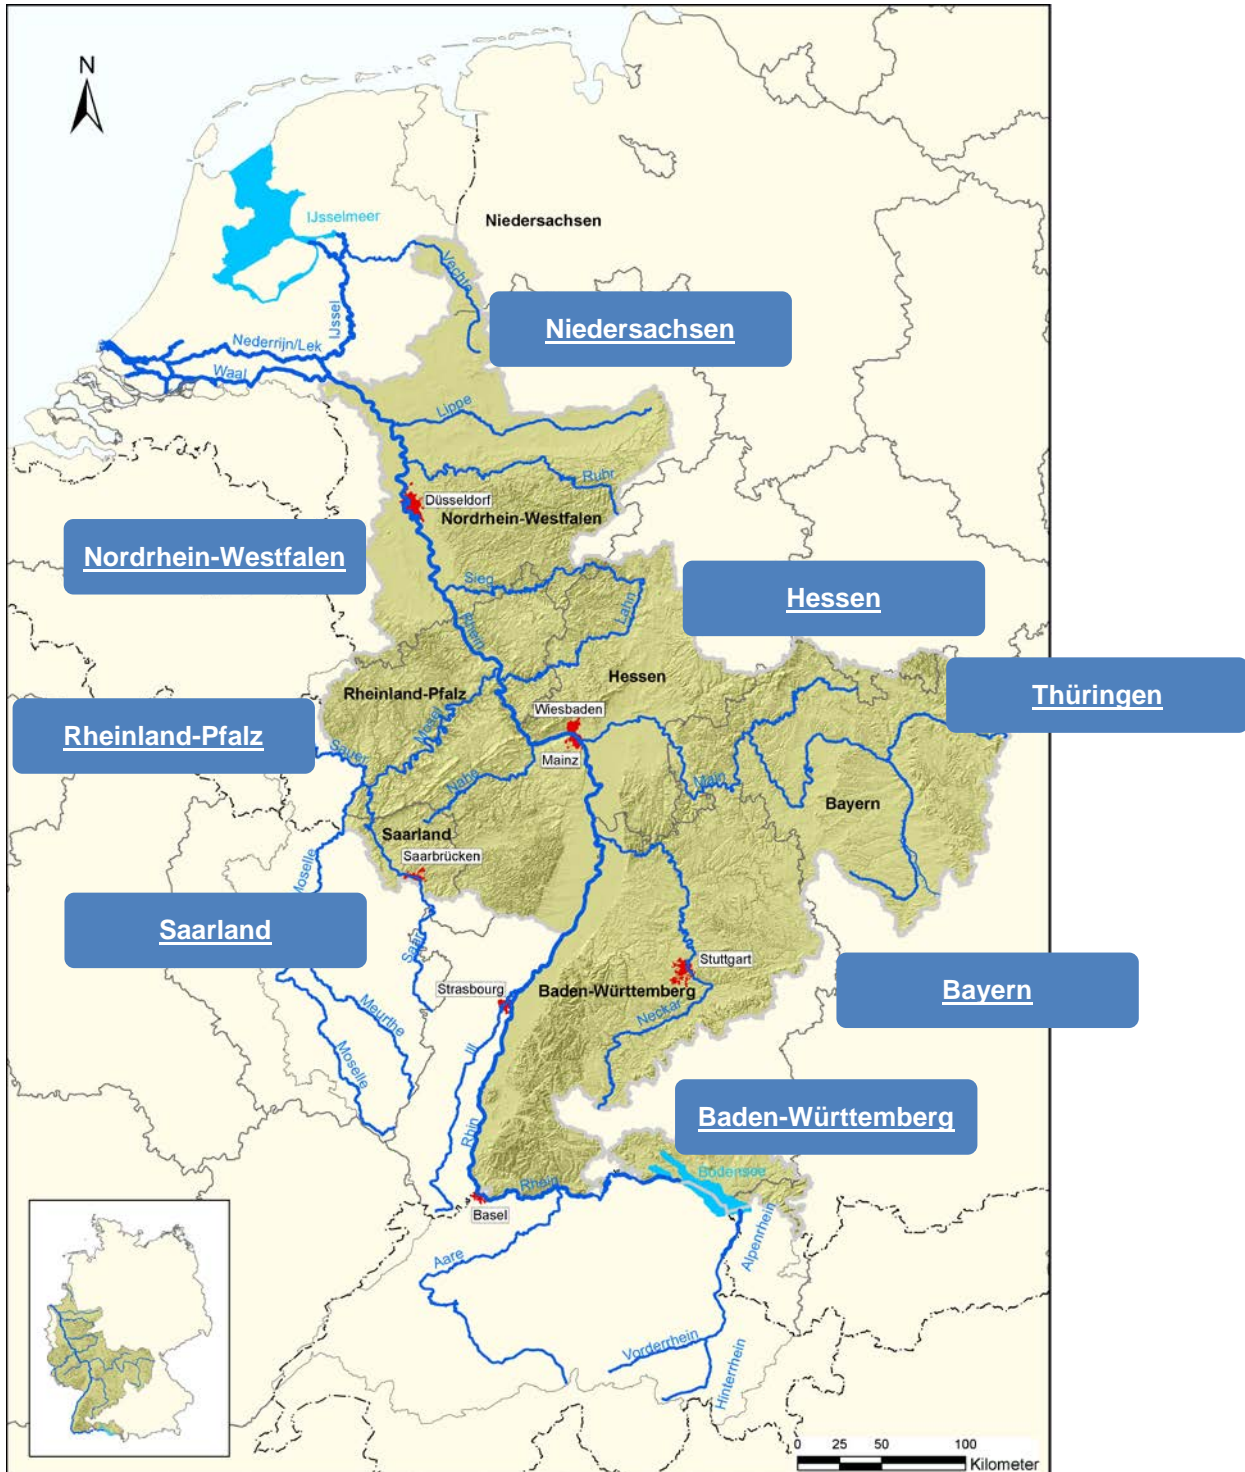 N
IJsselmeer
Niedersachsen
Vechte
IJssel
Niedersachsen
Nederrijn/Lek
Waal
Lippe
Ruhr
Düsseldorf
Nordrhein-Westfalen
Nordrhein-Westfalen
Sieg
Hessen
Lahn
Rhein
Hessen
Rheinland-Pfalz
Thüringen
Wiesbaden
Rheinland-Pfalz
Mosel
Sauer
Mainz
Main
Nahe
Bayern
Saarland
Saarbrücken
Moselle
Saarland
Saar
Stuttgart
Strasbourg
Baden-Württemberg
Bayern
Neckar
Meurthe
Moselle
Ill
Baden-Württemberg
Rhin
Bodensee
Rhein
Basel
Alpenrhein
Aare
Vorderrhein
Hinterrhein
0 25 50 100
Kilometer